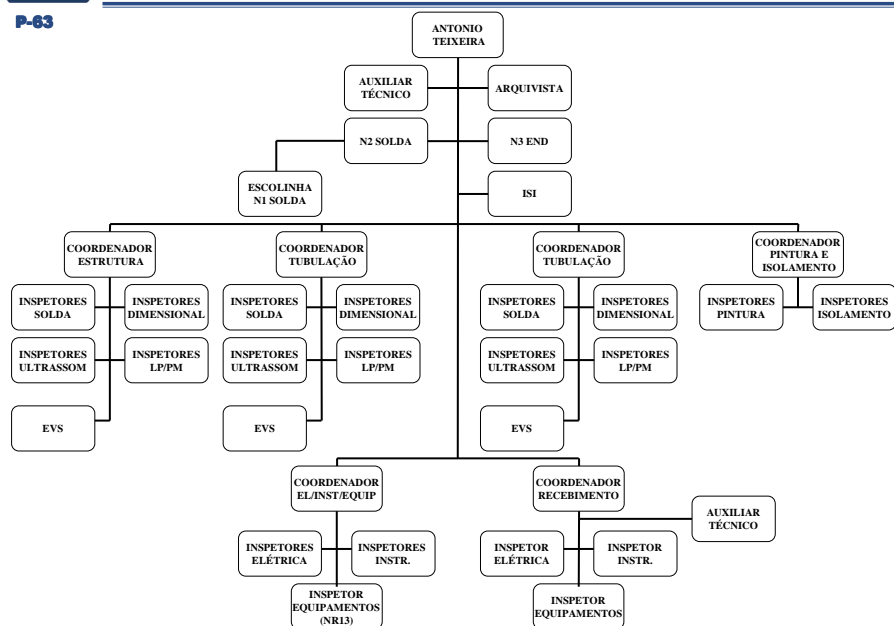 P-63
ANTONIO
TEIXEIRA
AUXILIAR
TÉCNICO
ARQUIVISTA
N2 SOLDA
N3 END
ESCOLINHA
N1 SOLDA
ISI
COORDENADOR
ESTRUTURA
COORDENADOR
TUBULAÇÃO
COORDENADOR
TUBULAÇÃO
COORDENADOR
PINTURA E
ISOLAMENTO
INSPETORES
SOLDA
INSPETORES
DIMENSIONAL
INSPETORES
SOLDA
INSPETORES
DIMENSIONAL
INSPETORES
SOLDA
INSPETORES
DIMENSIONAL
INSPETORES
PINTURA
INSPETORES
ISOLAMENTO
INSPETORES
ULTRASSOM
INSPETORES
LP/PM
INSPETORES
ULTRASSOM
INSPETORES
LP/PM
INSPETORES
ULTRASSOM
INSPETORES
LP/PM
EVS
EVS
EVS
COORDENADOR
EL/INST/EQUIP
COORDENADOR
RECEBIMENTO
AUXILIAR
TÉCNICO
INSPETORES
ELÉTRICA
INSPETORES
INSTR.
INSPETOR
ELÉTRICA
INSPETOR
INSTR.
INSPETOR
EQUIPAMENTOS
(NR13)
INSPETOR
EQUIPAMENTOS